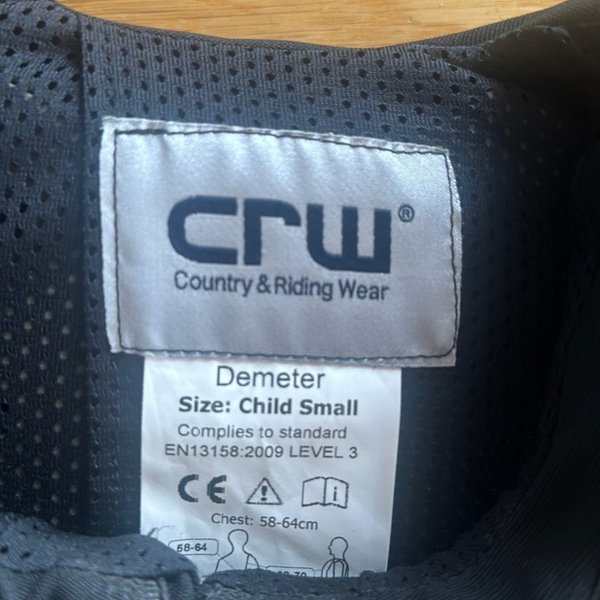 crw®
Country & Riding Wear
Demeter
Size: Child Small
Complies to standard
EN13158:2009 LEVEL 3
CE
Chest: 58-64cm
58-64